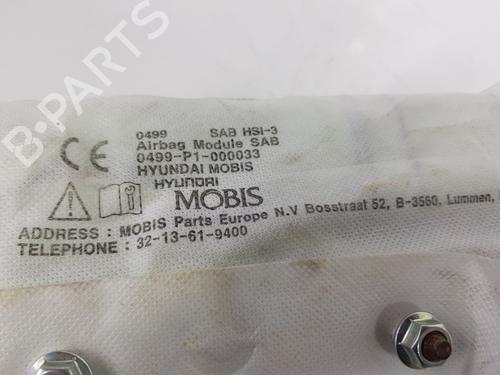 0499 SAB HSI-3
Airbag Module SAB
0499-P1-000033
HYUNDAI MOBIS
CE
HYUNDAI
MOBIS
ADDRESS : MOBIS Parts Europe N.V Bosstraat 52, B-3560, Lummen,
TELEPHONE : 32-13-61-9400
B-PARTS